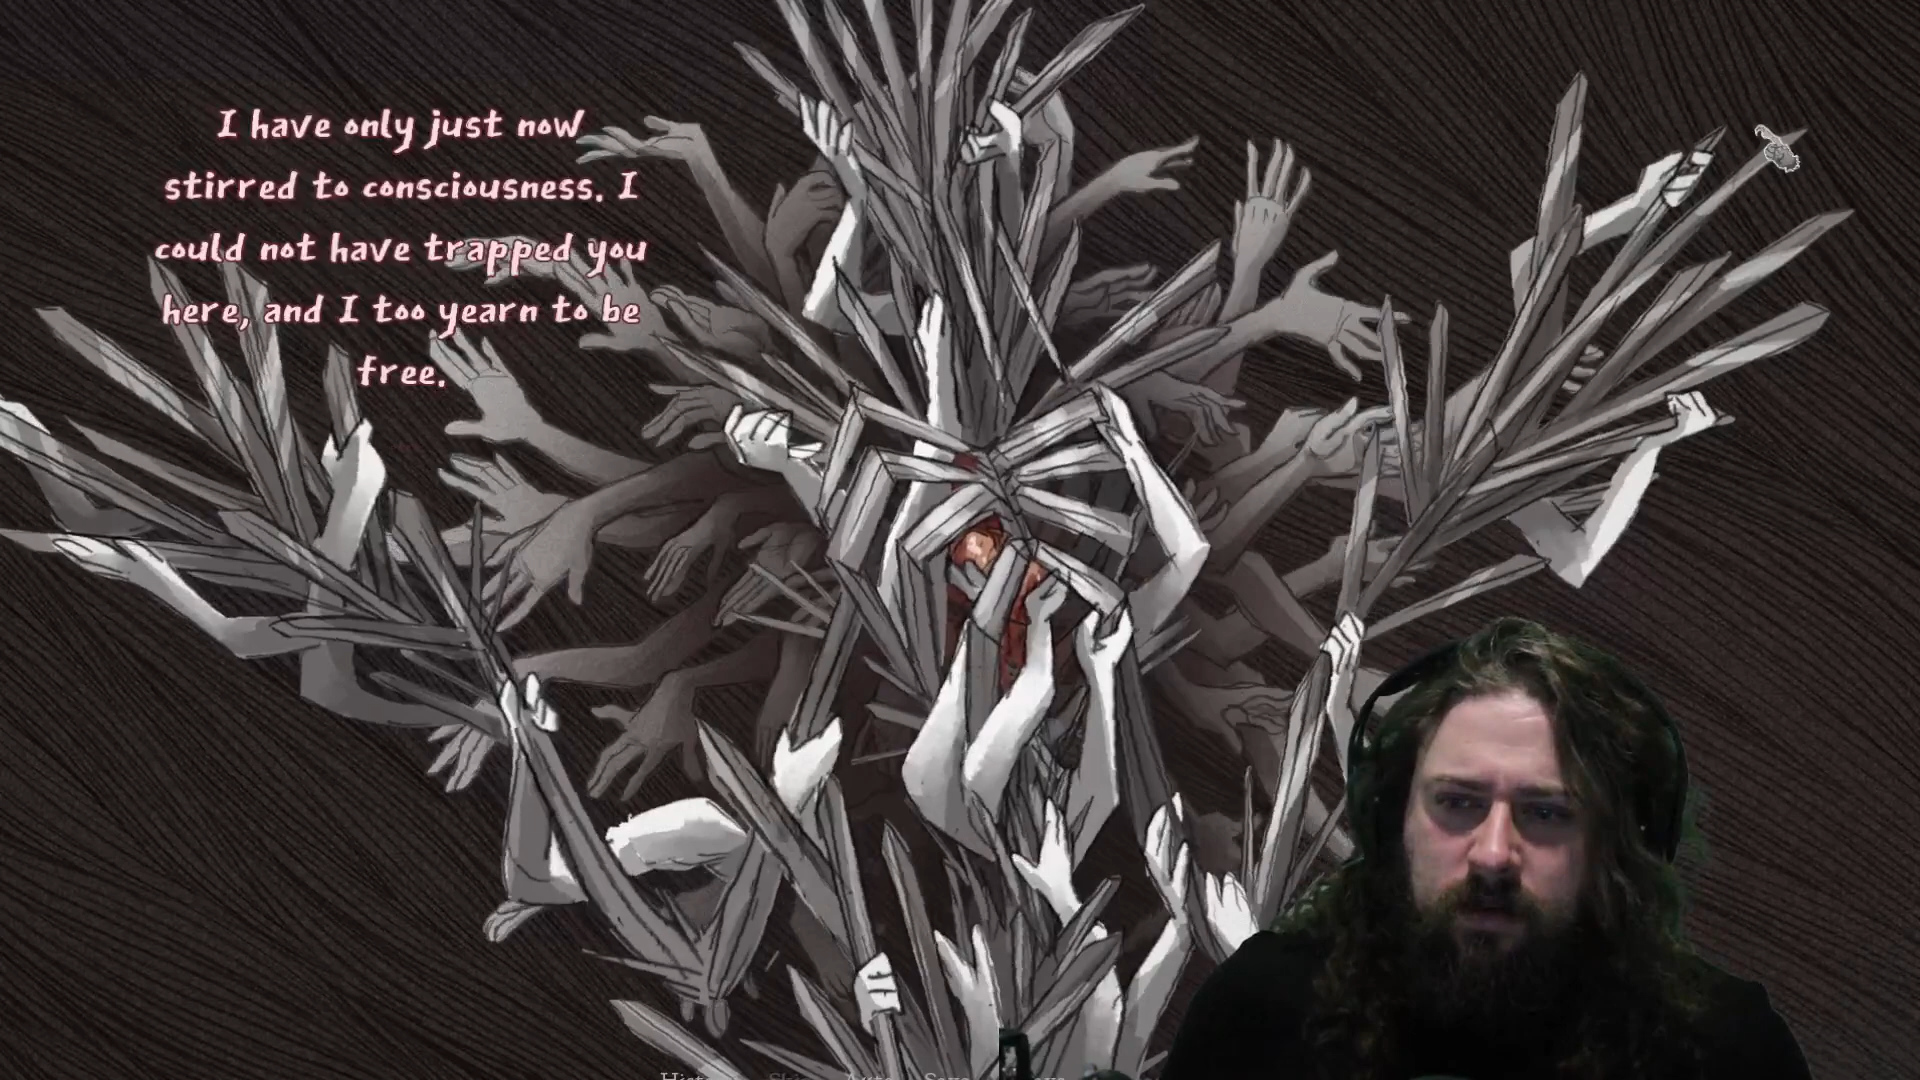 I have only just now
stirred to consciousness. I
could not have trapped you
here, and I too yearn to be
free.